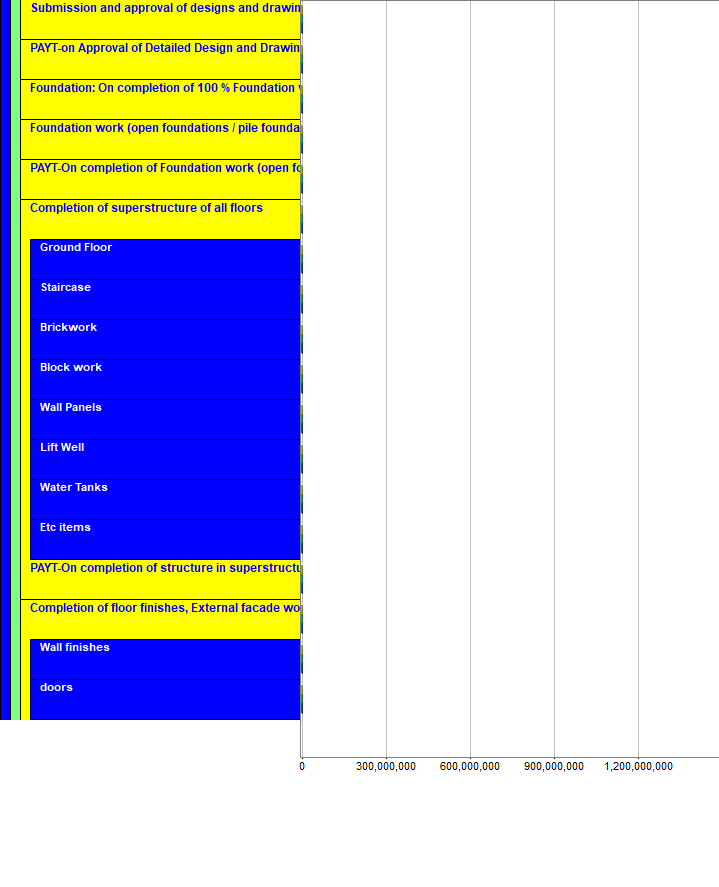 Submission and approval of designs and drawin
PAYT-on Approval of Detailed Design and Drawin
Foundation: On completion of 100 % Foundation
Foundation work (open foundations / pile founda
PAYT-On completion of Foundation work (open fo
Completion of superstructure of all floors
Ground Floor
Staircase
Brickwork
Block work
Wall Panels
Lift Well
Water Tanks
Etc items
PAYT-On completion of structure in superstructu
Completion of floor finishes, External facade wo
Wall finishes
doors
0 300,000,000 600,000,000 900,000,000 1,200,000,000